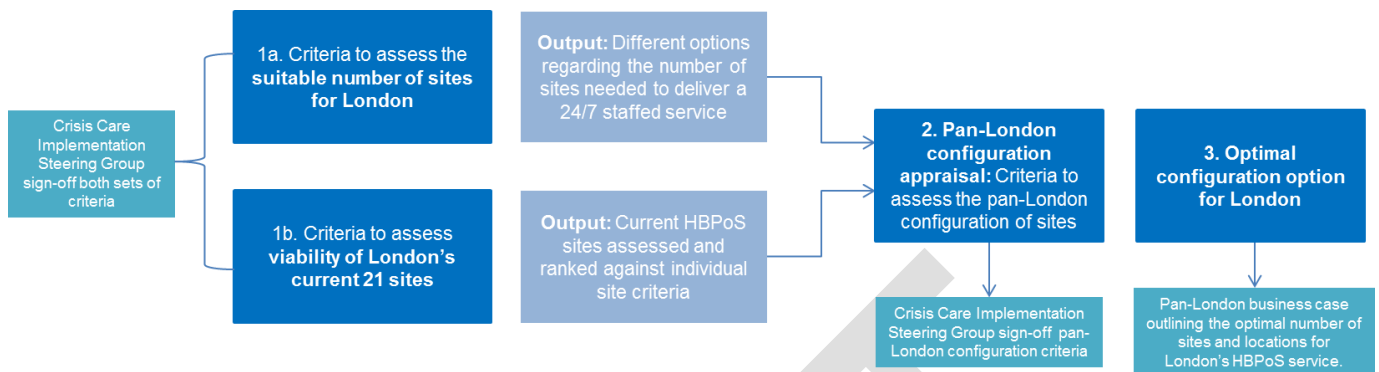 Crisis Care
Implementation
Steering Group
sign-off both sets of
criteria
1a. Criteria to assess the
suitable number of sites
for London
Output: Different options
regarding the number of
sites needed to deliver a
24/7 staffed service
1b. Criteria to assess
viability of London's
current 21 sites
Output: Current HBPoS
sites assessed and
ranked against individual
site criteria
2. Pan-London
configuration
appraisal: Criteria to
assess the pan-London
configuration of sites
Crisis Care Implementation
Steering Group sign-off pan-
London configuration criteria
3. Optimal
configuration option
for London
Pan-London business case
outlining the optimal number of
sites and locations for
London's HBPoS service.